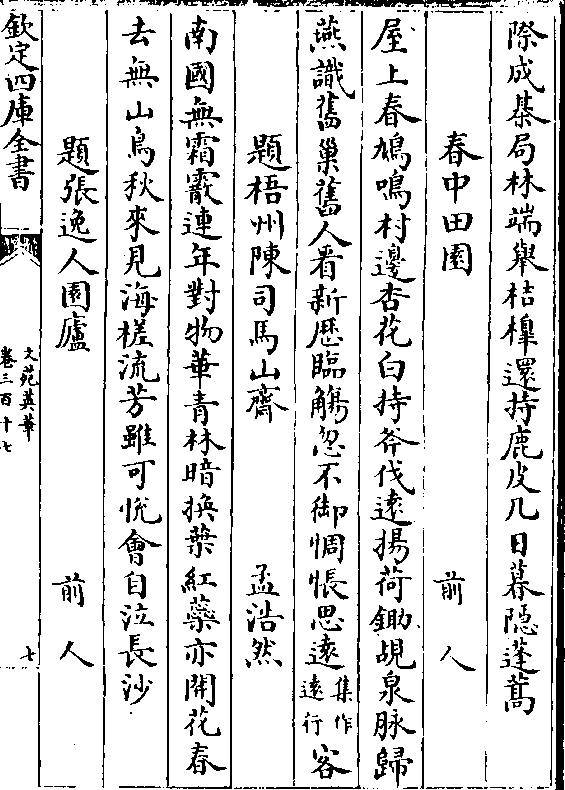 際成棊局林端舉桔橰還持鹿皮几日暮隱蓬蒿
春中田園　前人
屋上春鳩鳴村邊杏花白持斧伐遠揚荷鋤覘泉脉歸
燕識舊巢舊人看新歴臨觴忽不御惆悵思遠集作遠行客
題梧州陳司馬山齋　孟浩然
南國無霜霰連年對物華青林暗換葉紅蘂亦開花春
去無山鳥秋來見海槎流芳雖可悅會自泣長沙
題張逸人園廬　前人
欽定四庫全書
文苑英華
卷三百十七
七